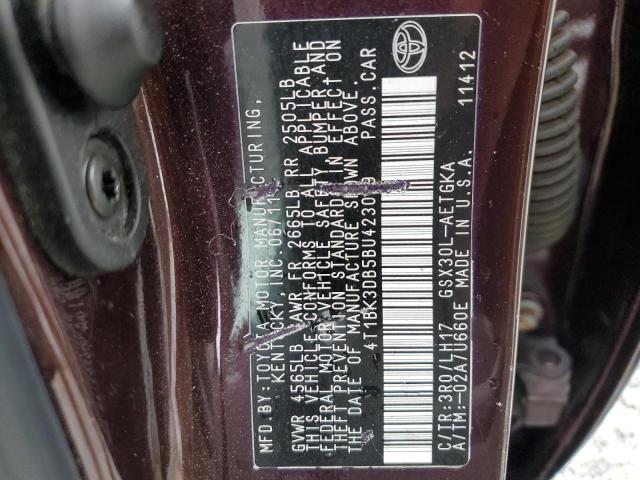 MFD BY:TOYOTA MOTOR MANUFACTURING,
KENTUCKY, INC. 06/11
GVWR 4565LB GAWR FR 2665LB RR 2505LB
THIS VEHICLE CONFORMS TO ALL APPLICABLE
FEDERAL MOTOR VEHICLE SAFETY, BUMPER, AND
THEFT PREVENTION STANDARDS IN EFFECT ON
THE DATE OF MANUFACTURE SHOWN ABOVE.
PASS.CAR
C/TR:3R0/LH17 GSX30L-AETGKA
A/TM:-02A/U660E MADE IN U.S.A.
11412